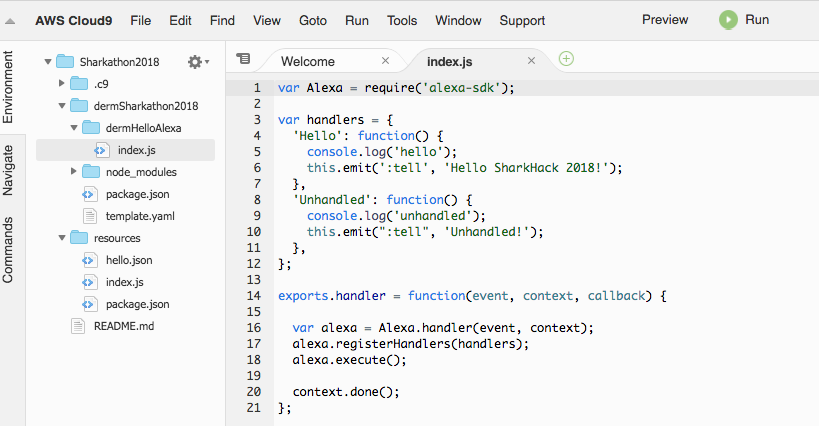 AWS Cloud9 File Edit Find View Goto Run Tools Window Support Preview Run
Environment
Navigate
Commands
Sharkathon2018
.c9
dermSharkathon2018
dermHelloAlexa
index.js
node_modules
package.json
template.yaml
resources
hello.json
index.js
package.json
README.md
Welcome × index.js ×
1 var Alexa = require('alexa-sdk');
2
3 var handlers = {
4   'Hello': function() {
5     console.log('hello');
6     this.emit(':tell', 'Hello SharkHack 2018!');
7   },
8   'Unhandled': function() {
9     console.log('unhandled');
10     this.emit(":tell", 'Unhandled!');
11   },
12 };
13
14 exports.handler = function(event, context, callback) {
15
16   var alexa = Alexa.handler(event, context);
17   alexa.registerHandlers(handlers);
18   alexa.execute();
19
20   context.done();
21 };